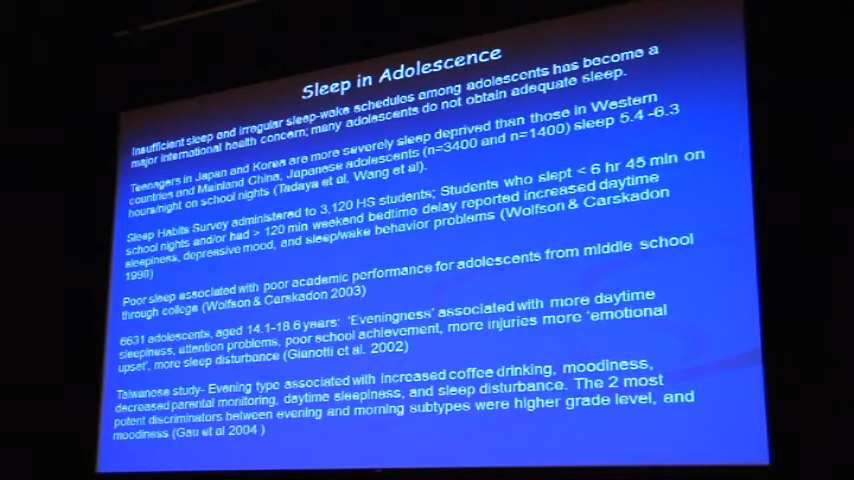 Sleep in Adolescence
Insufficient sleep and irregular sleep-wake schedules among adolescents has become a
major international health concern; many adolescents do not obtain adequate sleep.
Teenagers in Japan and Korea are more severely sleep deprived than those in Western
countries and Mainland China; Japanese adolescents (n=3400 and n=1400) sleep 5.4 -6.3
hours/night on school nights (Tadaya et al, Wang et al).
Sleep Habits Survey administered to 3,120 HS students; Students who slept < 6 hr 45 min on
school nights and/or had > 120 min weekend bedtime delay reported increased daytime
sleepiness, depressive mood, and sleep/wake behavior problems (Wolfson & Carskadon
1998)
Poor sleep associated with poor academic performance for adolescents from middle school
through college (Wolfson & Carskadon 2003)
6631 adolescents, aged 14.1-18.6 years: 'Eveningness' associated with more daytime
sleepiness, attention problems, poor school achievement, more injuries more 'emotional
upset', more sleep disturbance (Gianotti et al. 2002)
Taiwanese study- Evening type associated with increased coffee drinking, moodiness,
decreased parental monitoring, daytime sleepiness, and sleep disturbance. The 2 most
potent discriminators between evening and morning subtypes were higher grade level, and
moodiness (Gau et al 2004 )